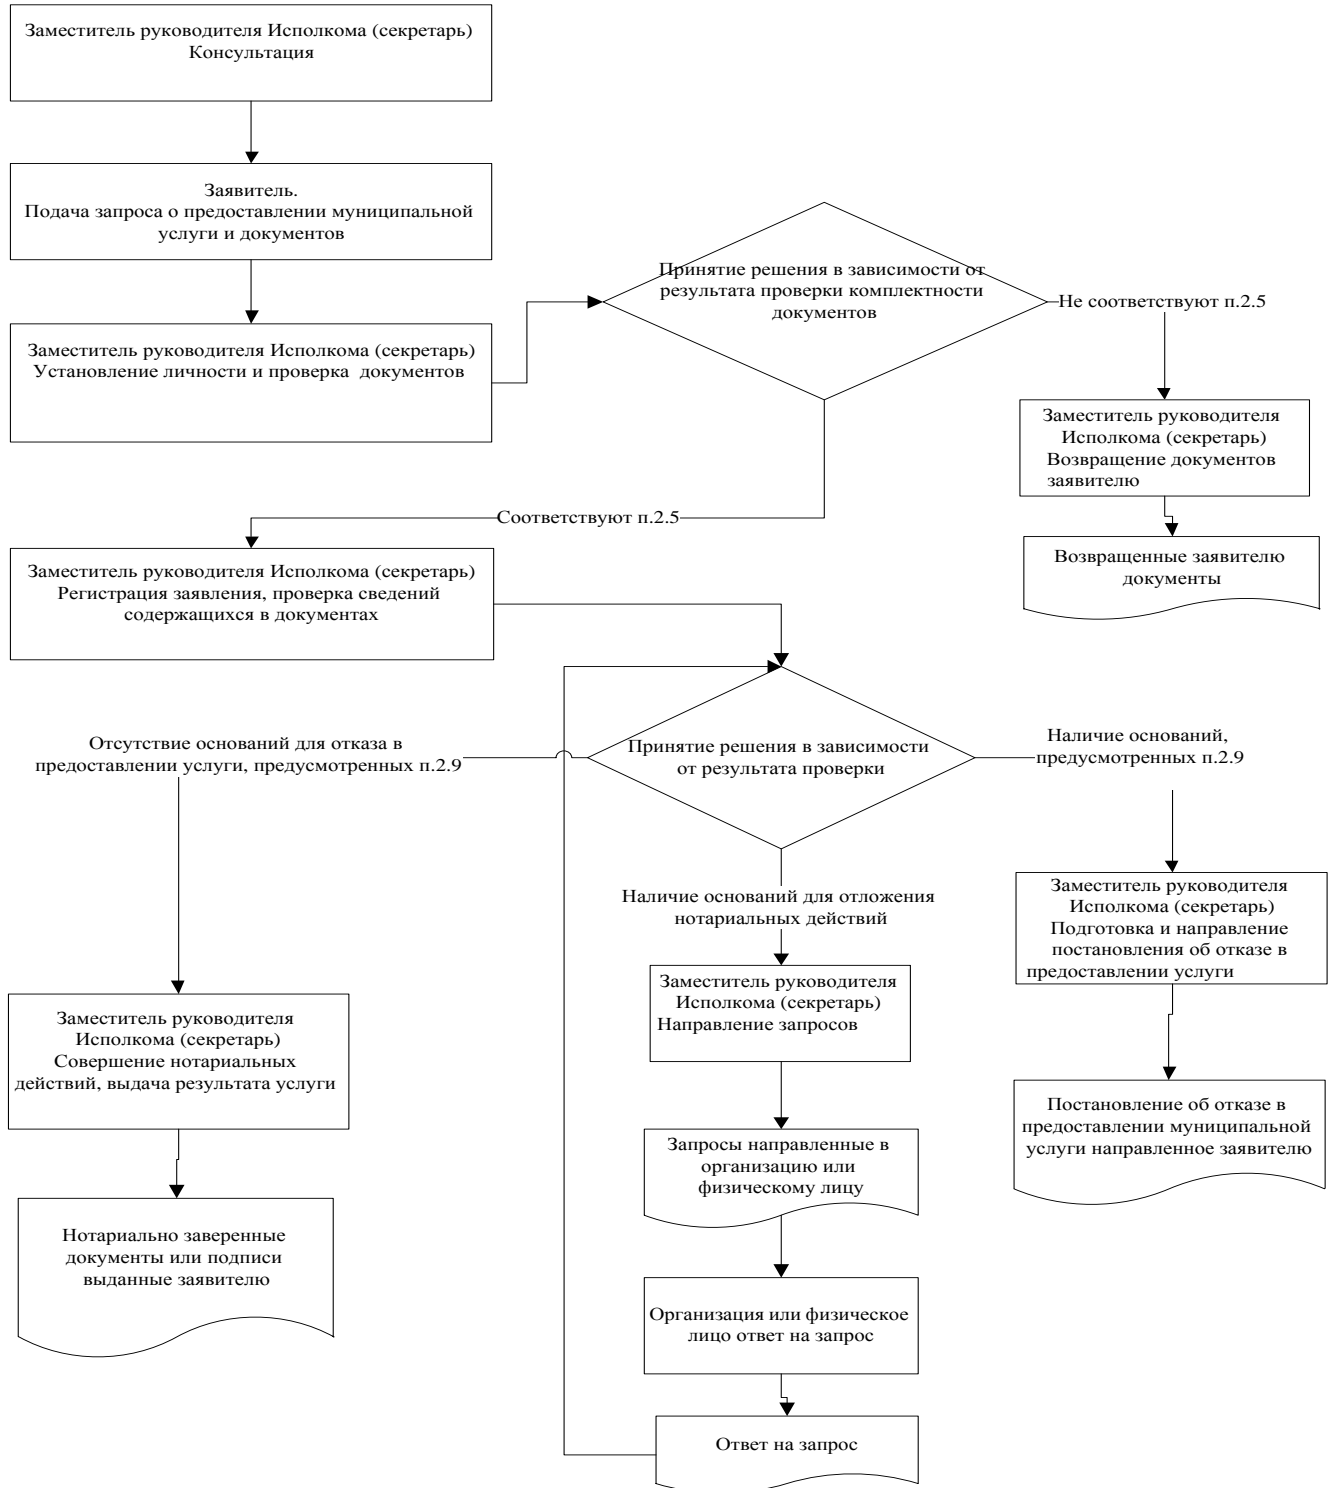 Заместитель руководителя Исполкома (секретарь)
Консультация
Заявитель.
Подача запроса о предоставлении муниципальной
услуги и документов
Заместитель руководителя Исполкома (секретарь)
Установление личности и проверка документов
Принятие решения в зависимости от
результата проверки комплектности
документов
Не соответствуют п.2.5
Заместитель руководителя
Исполкома (секретарь)
Возвращение документов
заявителю
Возвращенные заявителю
документы
Соответствуют п.2.5
Заместитель руководителя Исполкома (секретарь)
Регистрация заявления, проверка сведений
содержащихся в документах
Принятие решения в зависимости
от результата проверки
Отсутствие оснований для отказа в
предоставлении услуги, предусмотренных п.2.9
Наличие оснований,
предусмотренных п.2.9
Наличие оснований для отложения
нотариальных действий
Заместитель руководителя
Исполкома (секретарь)
Подготовка и направление
постановления об отказе в
предоставлении услуги
Заместитель руководителя
Исполкома (секретарь)
Направление запросов
Заместитель руководителя
Исполкома (секретарь)
Совершение нотариальных
действий, выдача результата услуги
Постановление об отказе в
предоставлении муниципальной
услуги направленное заявителю
Запросы направленные в
организацию или
физическому лицу
Нотариально заверенные
документы или подписи
выданные заявителю
Организация или физическое
лицо ответ на запрос
Ответ на запрос